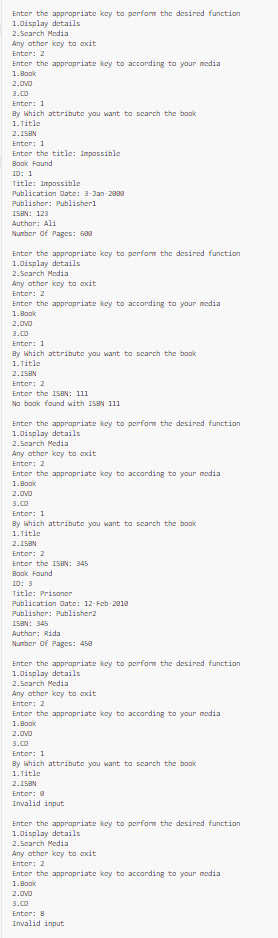 Enter the appropriate key to perform the desired function
1.Display details
2.Search Media
Any other key to exit
Enter: 2
Enter the appropriate key to according to your media
1.Book
2.DVD
3.CD
Enter: 1
By Which attribute you want to search the book
1.Title
2.ISBN
Enter: 1
Enter the title: Impossible
Book Found
ID: 1
Title: Impossible
Publication Date: 3-Jan-2000
Publisher: Publisher1
ISBN: 123
Author: Ali
Number Of Pages: 600

Enter the appropriate key to perform the desired function
1.Display details
2.Search Media
Any other key to exit
Enter: 2
Enter the appropriate key to according to your media
1.Book
2.DVD
3.CD
Enter: 1
By Which attribute you want to search the book
1.Title
2.ISBN
Enter: 2
Enter the ISBN: 111
No book found with ISBN 111

Enter the appropriate key to perform the desired function
1.Display details
2.Search Media
Any other key to exit
Enter: 2
Enter the appropriate key to according to your media
1.Book
2.DVD
3.CD
Enter: 1
By Which attribute you want to search the book
1.Title
2.ISBN
Enter: 2
Enter the ISBN: 345
Book Found
ID: 3
Title: Prisoner
Publication Date: 12-Feb-2010
Publisher: Publisher2
ISBN: 345
Author: Rida
Number Of Pages: 450

Enter the appropriate key to perform the desired function
1.Display details
2.Search Media
Any other key to exit
Enter: 2
Enter the appropriate key to according to your media
1.Book
2.DVD
3.CD
Enter: 1
By Which attribute you want to search the book
1.Title
2.ISBN
Enter: 0
Invalid input

Enter the appropriate key to perform the desired function
1.Display details
2.Search Media
Any other key to exit
Enter: 2
Enter the appropriate key to according to your media
1.Book
2.DVD
3.CD
Enter: 8
Invalid input